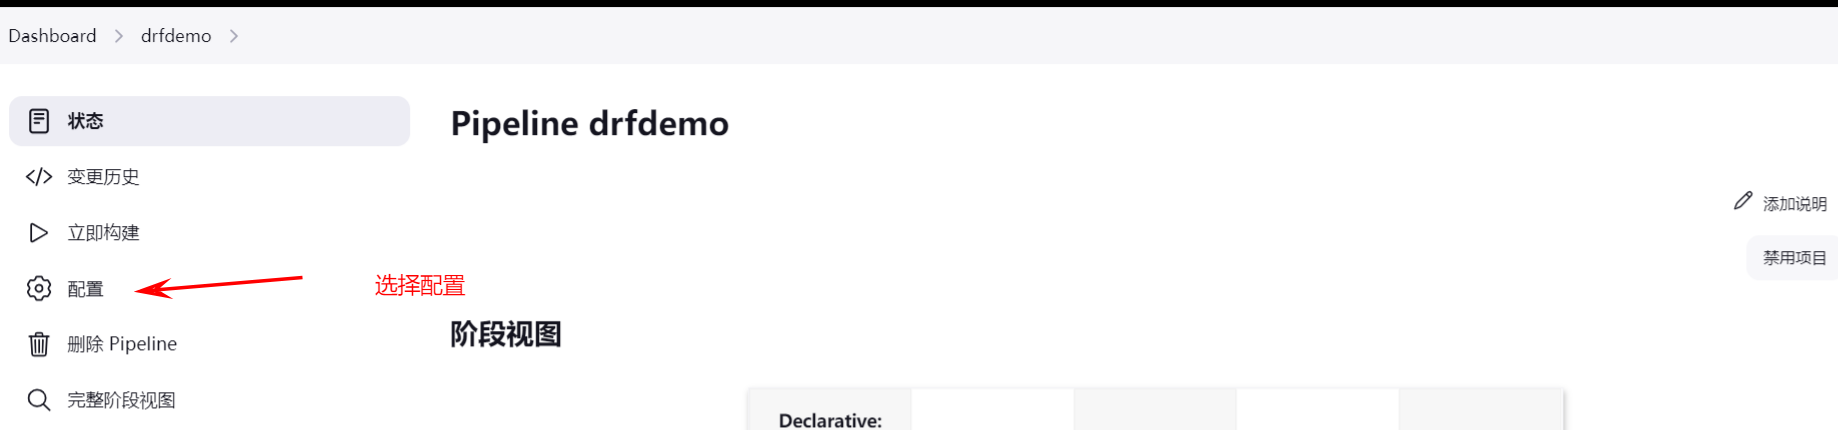 Dashboard > drfdemo >
状态
变更历史
立即构建
配置
删除 Pipeline
完整阶段视图
选择配置
Pipeline drfdemo
添加说明
禁用项目
阶段视图
Declarative: